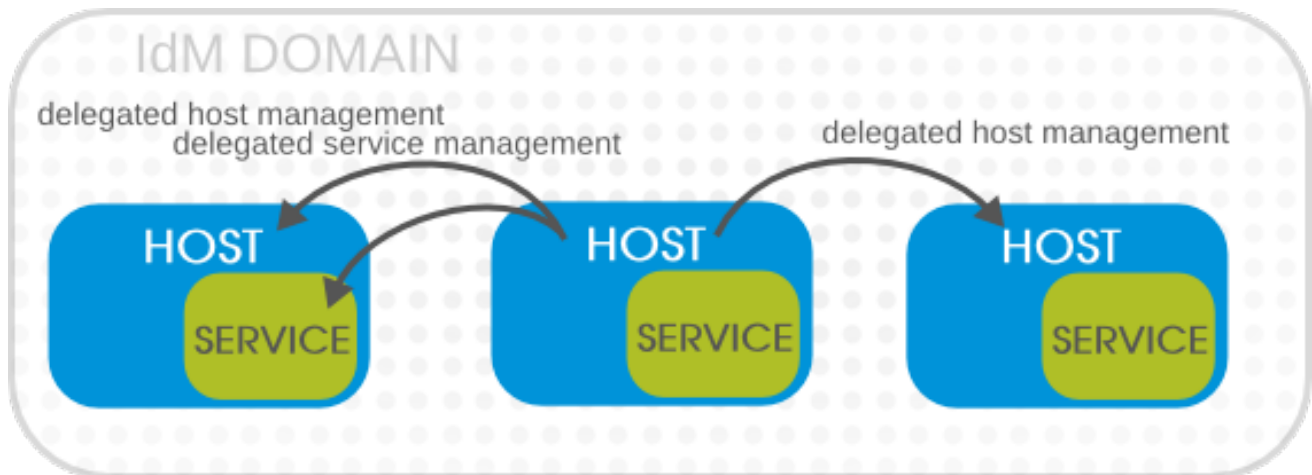 IdM DOMAIN
delegated host management
delegated service management
delegated host management
HOST
HOST
HOST
SERVICE
SERVICE
SERVICE